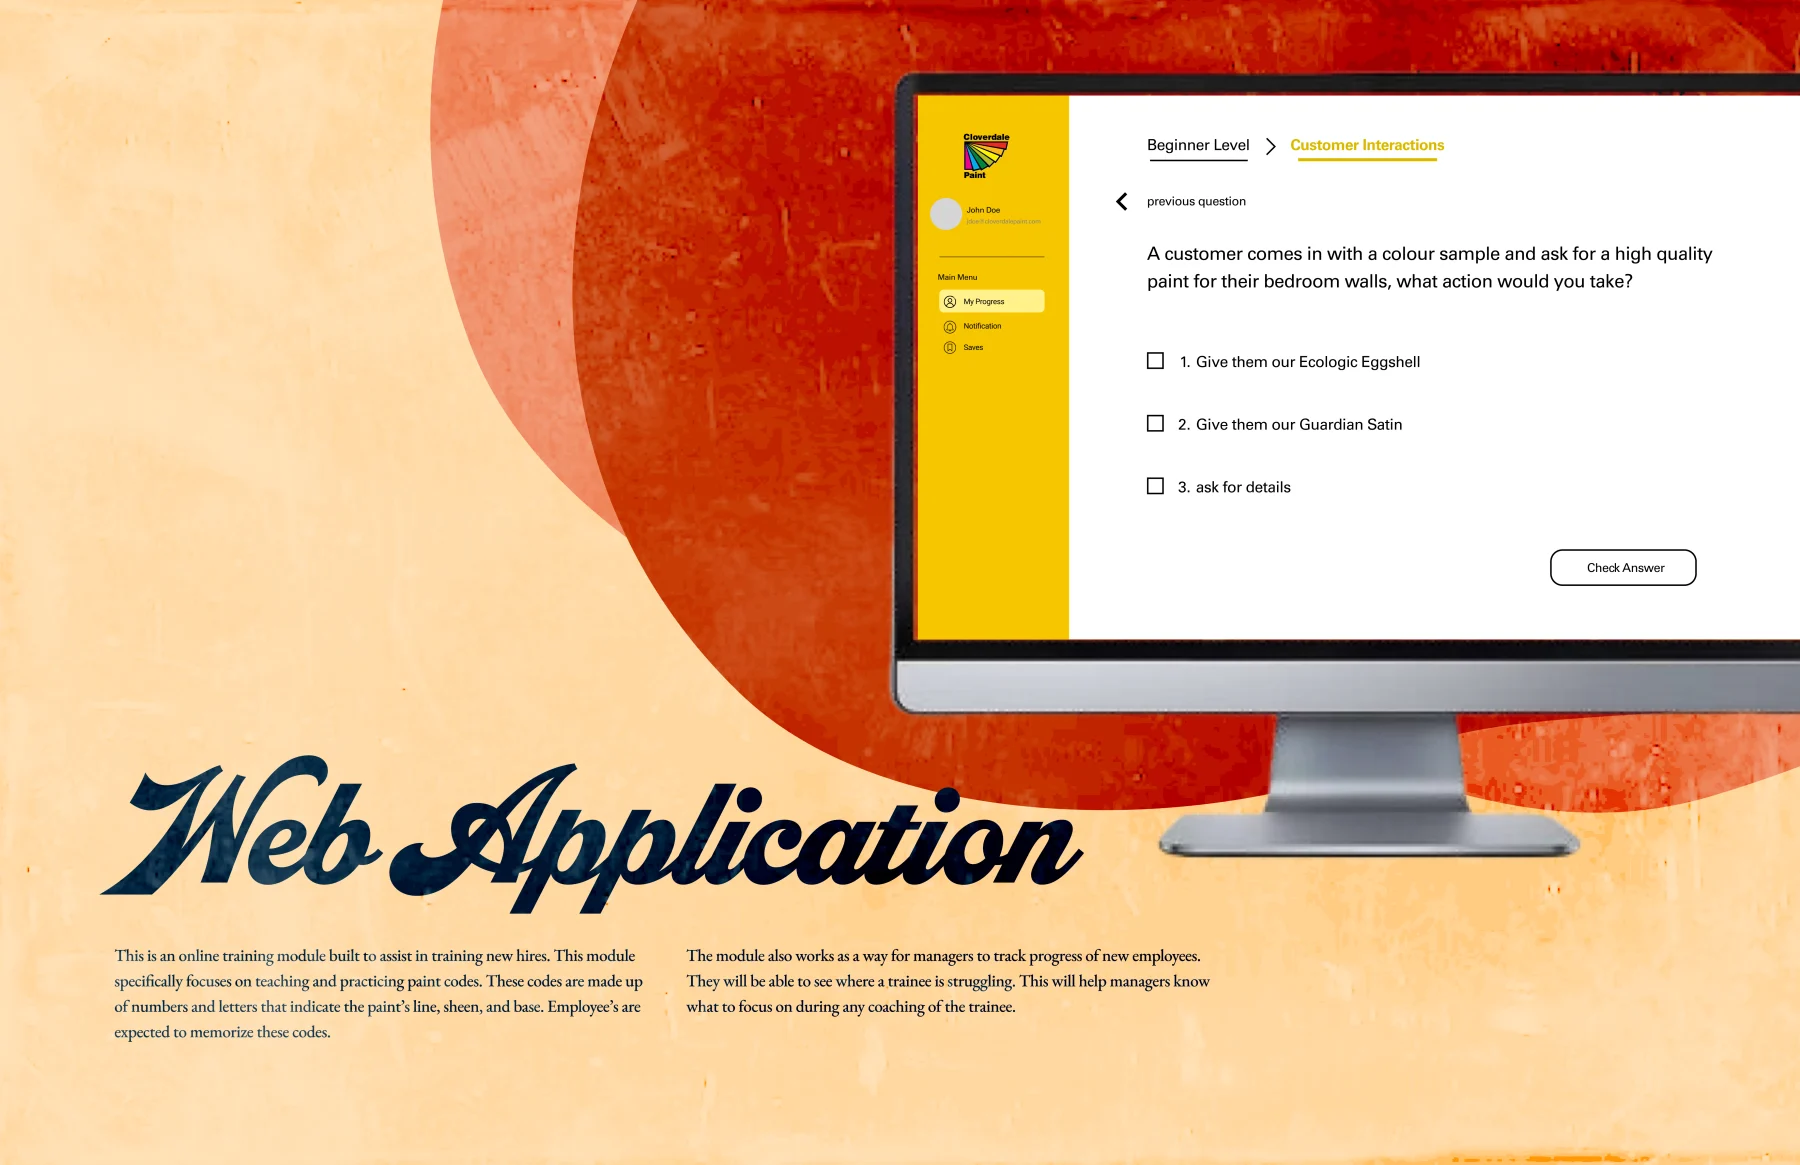 Cloverdale
Paint
John Doe
jdoe@cloverdalepaint.com
Main Menu
My Progress
Notification
Saves
Beginner Level > Customer Interactions
previous question
A customer comes in with a colour sample and ask for a high quality
paint for their bedroom walls, what action would you take?
1. Give them our Ecologic Eggshell
2. Give them our Guardian Satin
3. ask for details
Check Answer
Web Application
This is an online training module built to assist in training new hires. This module
specifically focuses on teaching and practicing paint codes. These codes are made up
of numbers and letters that indicate the paint’s line, sheen, and base. Employee’s are
expected to memorize these codes.
The module also works as a way for managers to track progress of new employees.
They will be able to see where a trainee is struggling. This will help managers know
what to focus on during any coaching of the trainee.